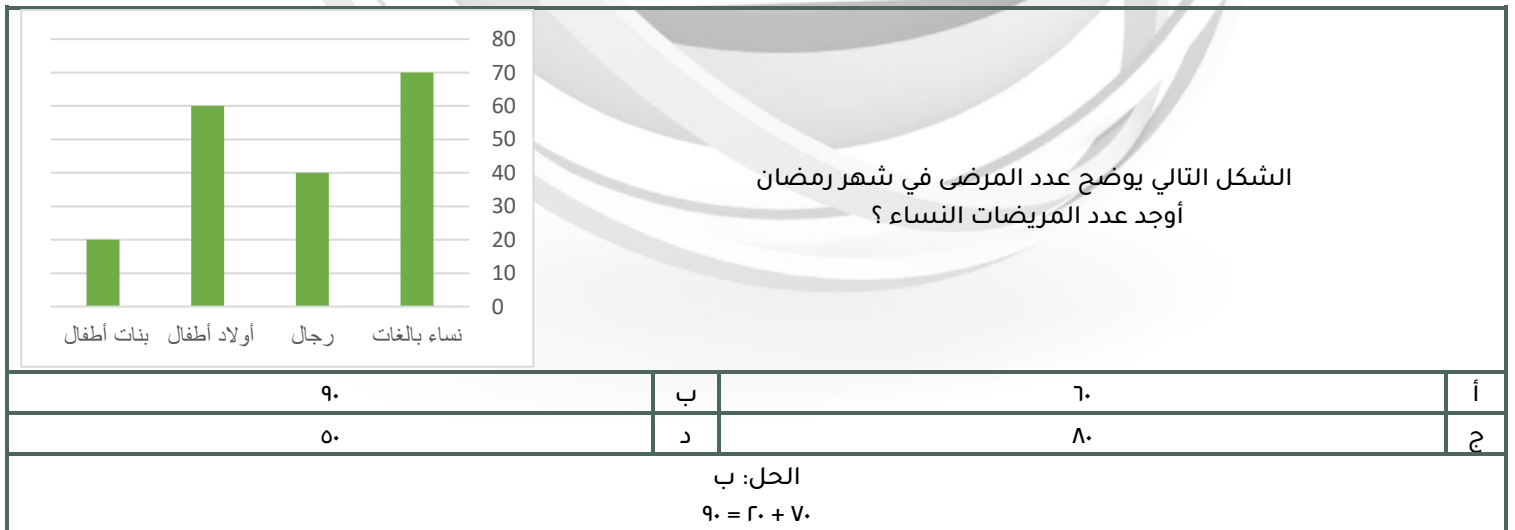 الشكل التالي يوضح عدد المرضى في شهر رمضان
أوجد عدد المريضات النساء ؟
80
70
60
50
40
30
20
10
0
نساء بالغات رجال أولاد أطفال بنات أطفال
أ ٦٠ ب ٩٠
ج ٨٠ د ٥٠
الحل: ب
٧٠ + ٢٠ = ٩٠